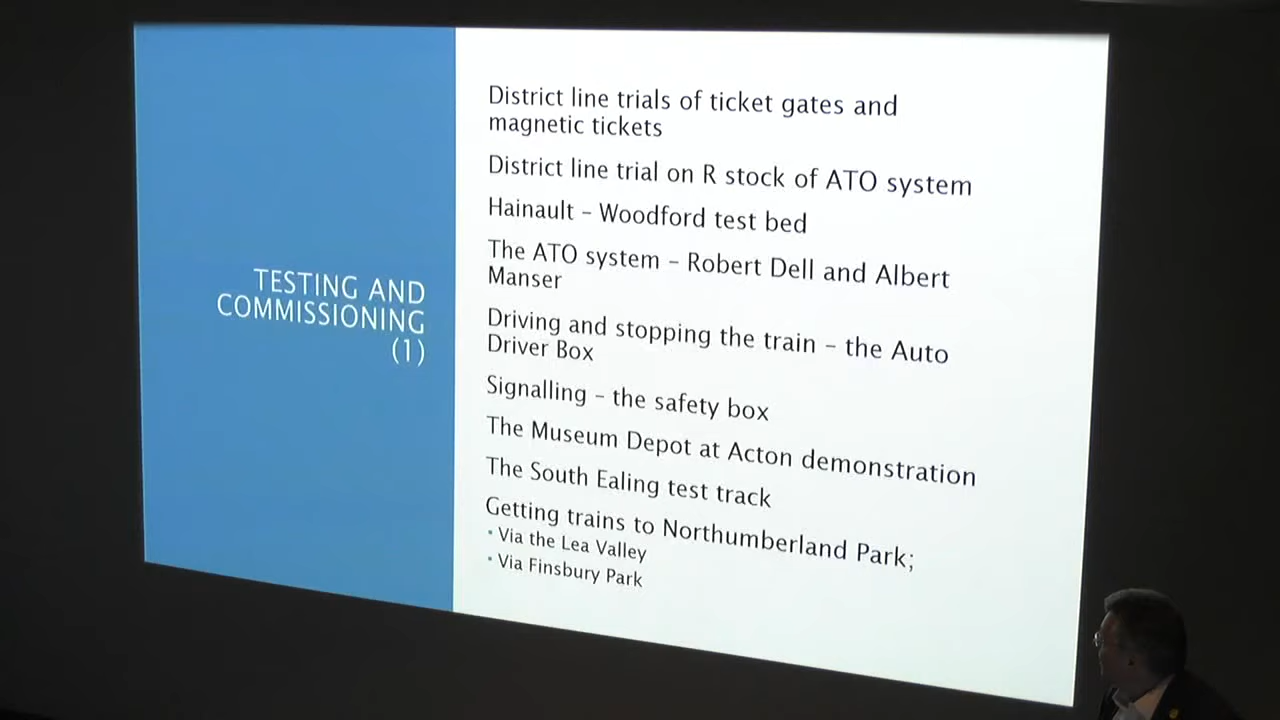 TESTING AND
COMMISSIONING
(1)
District line trials of ticket gates and
magnetic tickets
District line trial on R stock of ATO system
Hainault – Woodford test bed
The ATO system – Robert Dell and Albert
Manser
Driving and stopping the train – the Auto
Driver Box
Signalling – the safety box
The Museum Depot at Acton demonstration
The South Ealing test track
Getting trains to Northumberland Park;
• Via the Lea Valley
• Via Finsbury Park